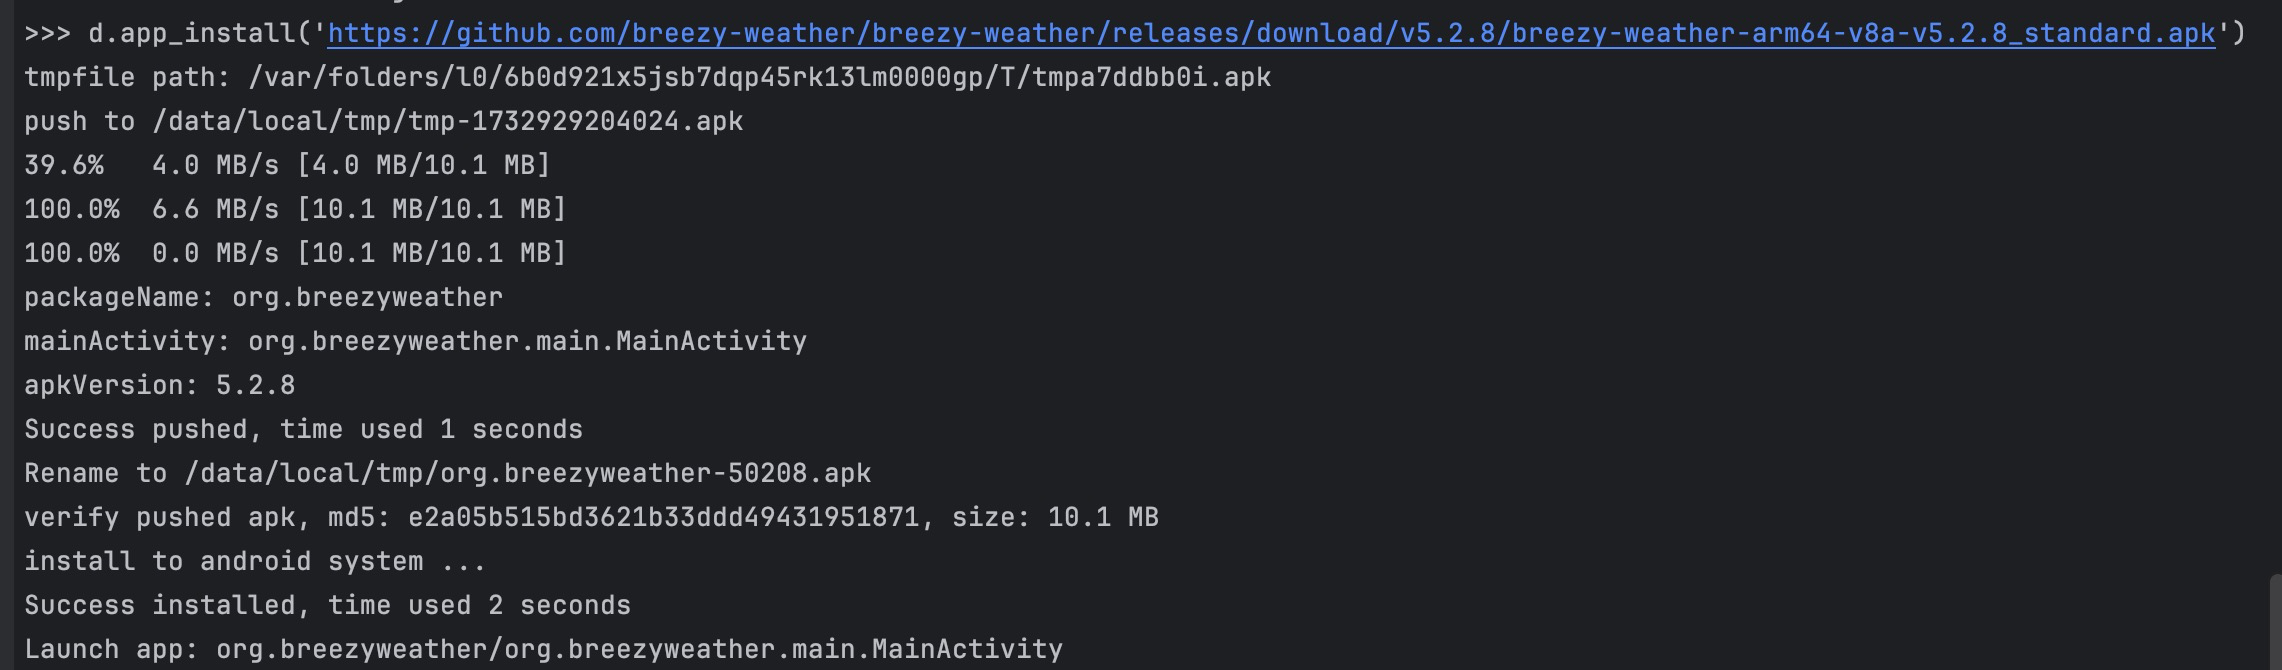 >>> d.app_install('https://github.com/breezy-weather/breezy-weather/releases/download/v5.2.8/breezy-weather-arm64-v8a-v5.2.8_standard.apk')
tmpfile path: /var/folders/l0/6b0d921x5jsb7dqp45rk13lm0000gp/T/tmpa7ddbb0i.apk
push to /data/local/tmp/tmp-1732929204024.apk
39.6%   4.0 MB/s [4.0 MB/10.1 MB]
100.0%  6.6 MB/s [10.1 MB/10.1 MB]
100.0%  0.0 MB/s [10.1 MB/10.1 MB]
packageName: org.breezyweather
mainActivity: org.breezyweather.main.MainActivity
apkVersion: 5.2.8
Success pushed, time used 1 seconds
Rename to /data/local/tmp/org.breezyweather-50208.apk
verify pushed apk, md5: e2a05b515bd3621b33ddd49431951871, size: 10.1 MB
install to android system ...
Success installed, time used 2 seconds
Launch app: org.breezyweather/org.breezyweather.main.MainActivity